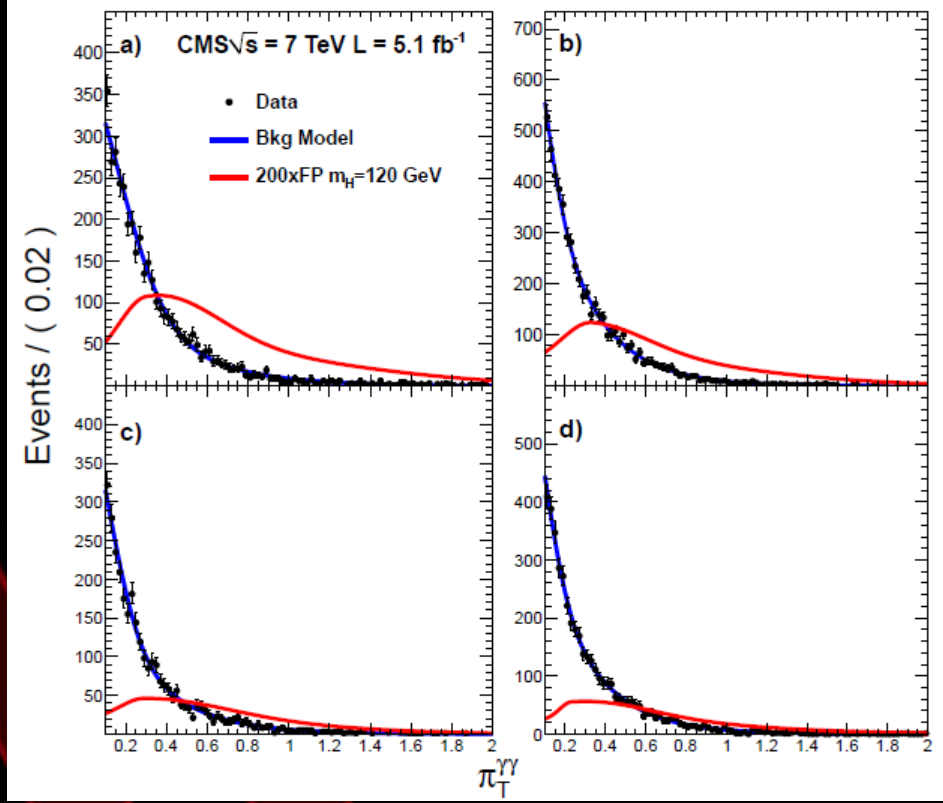 a) CMS√s = 7 TeV L = 5.1 fb⁻¹
Data
Bkg Model
200xFP m_H=120 GeV
400
350
300
250
200
150
100
50
b)
700
600
500
400
300
200
100
Events / ( 0.02 )
c)
400
350
300
250
200
150
100
50
0.2 0.4 0.6 0.8 1 1.2 1.4 1.6 1.8 2
d)
500
400
300
200
100
0
0.2 0.4 0.6 0.8 1 1.2 1.4 1.6 1.8 2
π_T^γγ